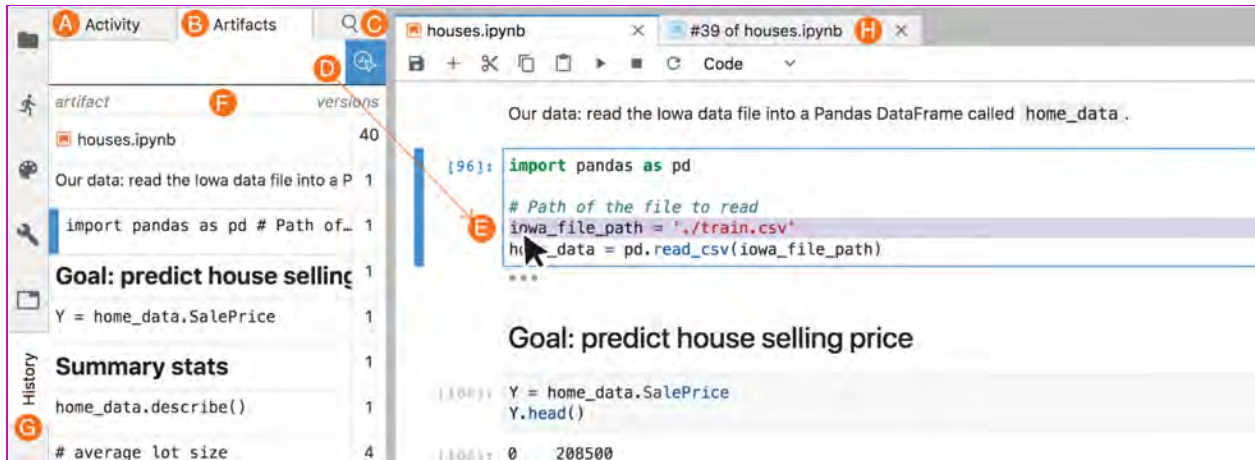 A Activity B Artifacts C
D
artifact F versions
houses.ipynb 40
Our data: read the Iowa data file into a P 1
import pandas as pd # Path of… 1
Goal: predict house selling 1
Y = home_data.SalePrice 1
Summary stats 1
home_data.describe() 1
# average lot size 4
History
G
houses.ipynb × #39 of houses.ipynb H ×
Code
Our data: read the Iowa data file into a Pandas DataFrame called home_data .
[96]: import pandas as pd
# Path of the file to read
E iowa_file_path = './train.csv'
_data = pd.read_csv(iowa_file_path)
Goal: predict house selling price
Y = home_data.SalePrice
Y.head()
0 208500